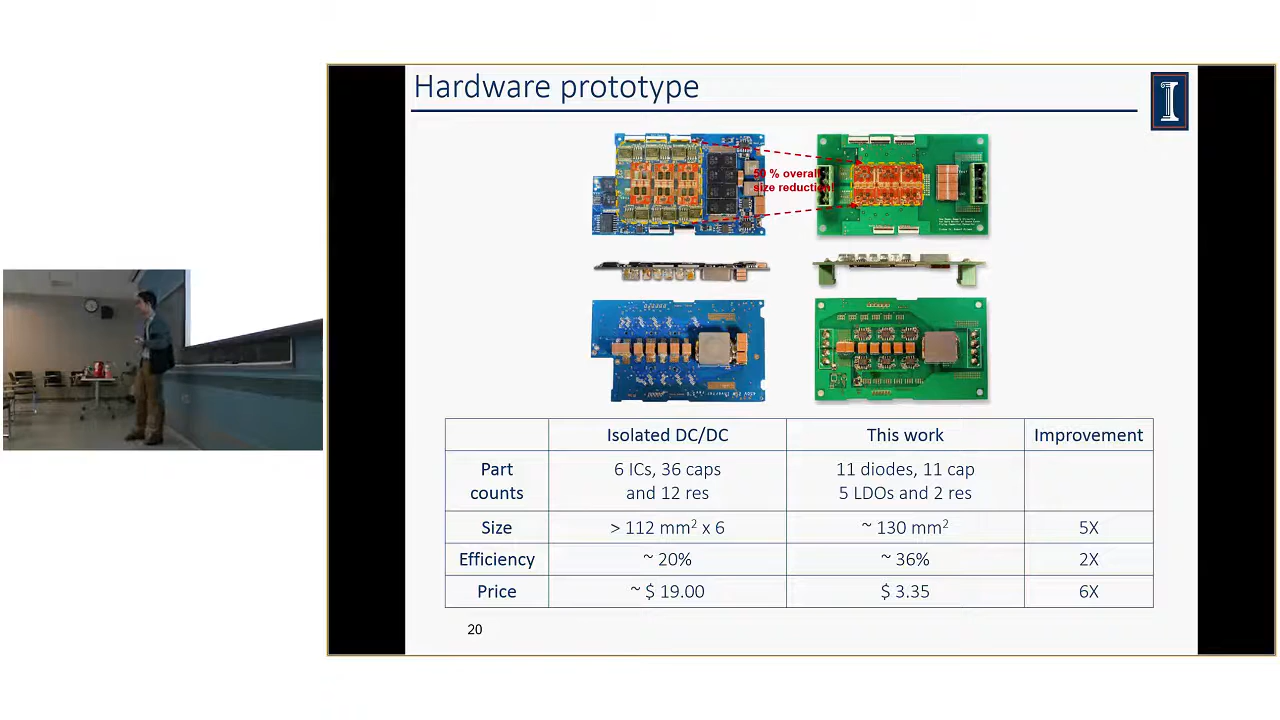 Hardware prototype
50 % overall
size reduction!
Isolated DC/DC
This work
Improvement
Part
counts
6 ICs, 36 caps
and 12 res
11 diodes, 11 cap
5 LDOs and 2 res
Size
> 112 mm² x 6
~ 130 mm²
5X
Efficiency
~ 20%
~ 36%
2X
Price
~ $ 19.00
$ 3.35
6X
20